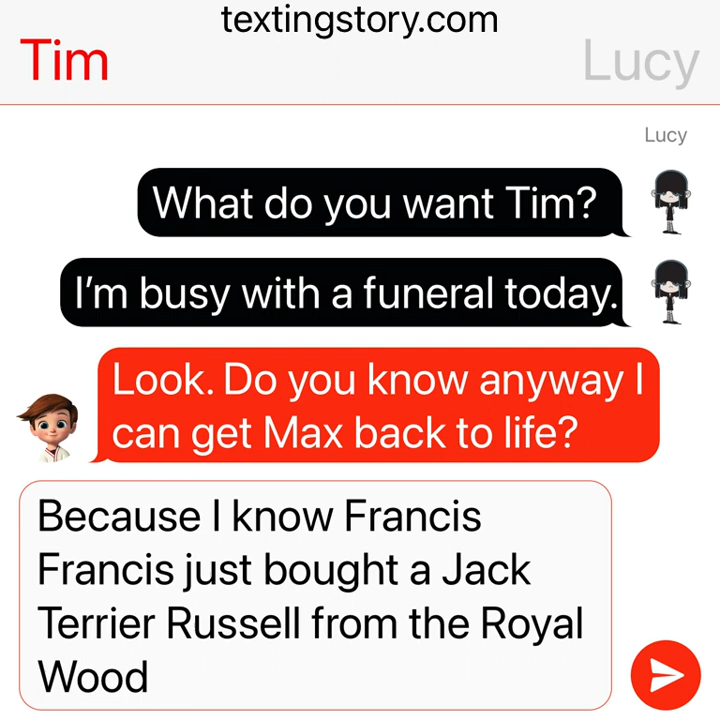 textingstory.com
Tim
Lucy
Lucy
What do you want Tim?
I'm busy with a funeral today.
Look. Do you know anyway I
can get Max back to life?
Because I know Francis
Francis just bought a Jack
Terrier Russell from the Royal
Wood